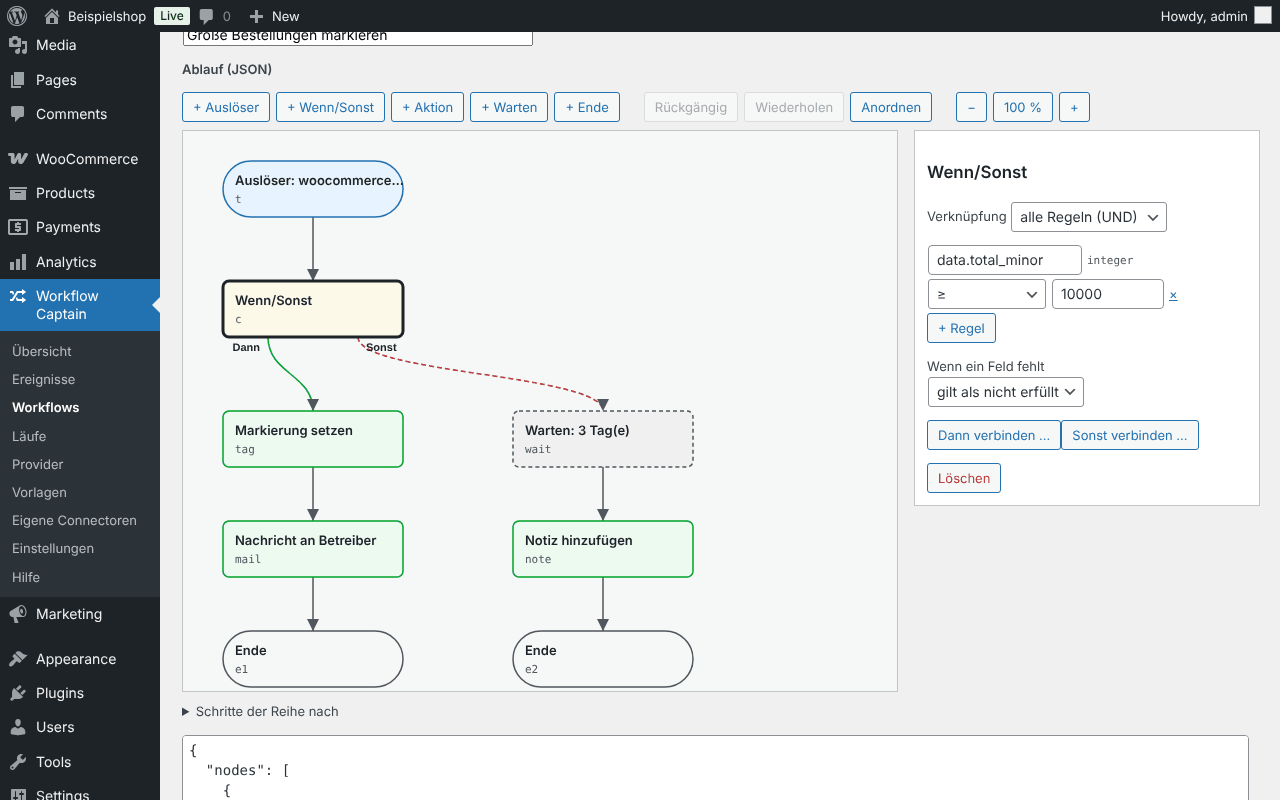 Beispielshop
Live
0
New
Howdy, admin
Media
Pages
Comments
WooCommerce
Products
Payments
Analytics
Workflow
Captain
Übersicht
Ereignisse
Workflows
Läufe
Provider
Vorlagen
Eigene Connectoren
Einstellungen
Hilfe
Marketing
Appearance
Plugins
Users
Tools
Settings
Große Bestellungen markieren
Ablauf (JSON)
+ Auslöser
+ Wenn/Sonst
+ Aktion
+ Warten
+ Ende
Rückgängig
Wiederholen
Anordnen
−
100 %
+
Auslöser: woocommerce…
t
Wenn/Sonst
c
Dann
Sonst
Markierung setzen
tag
Warten: 3 Tag(e)
wait
Nachricht an Betreiber
mail
Notiz hinzufügen
note
Ende
e1
Ende
e2
Wenn/Sonst
Verknüpfung alle Regeln (UND)
data.total_minor integer
≥ 10000 ×
+ Regel
Wenn ein Feld fehlt
gilt als nicht erfüllt
Dann verbinden …
Sonst verbinden …
Löschen
Schritte der Reihe nach
{
"nodes": [
{